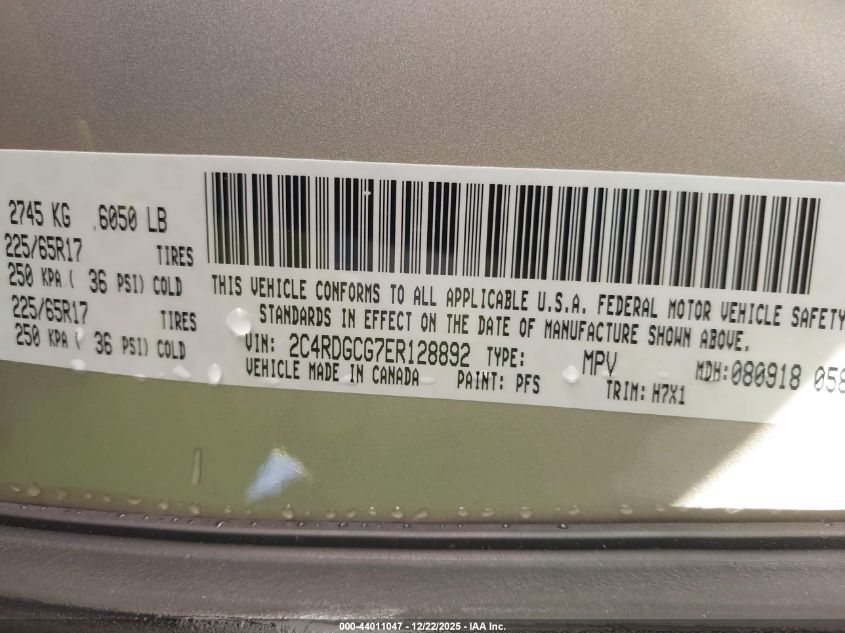 2745 KG 6050 LB
225/65R17 TIRES
250 KPA ( 36 PSI) COLD
225/65R17 TIRES
250 KPA ( 36 PSI) COLD
THIS VEHICLE CONFORMS TO ALL APPLICABLE U.S.A. FEDERAL MOTOR VEHICLE SAFETY
STANDARDS IN EFFECT ON THE DATE OF MANUFACTURE SHOWN ABOVE.
VIN: 2C4RDGCG7ER128892 TYPE: MPV MDH:080918 058
VEHICLE MADE IN CANADA PAINT: PFS TRIM: H7X1
000-44011047 — 12/22/2025 — IAA Inc.